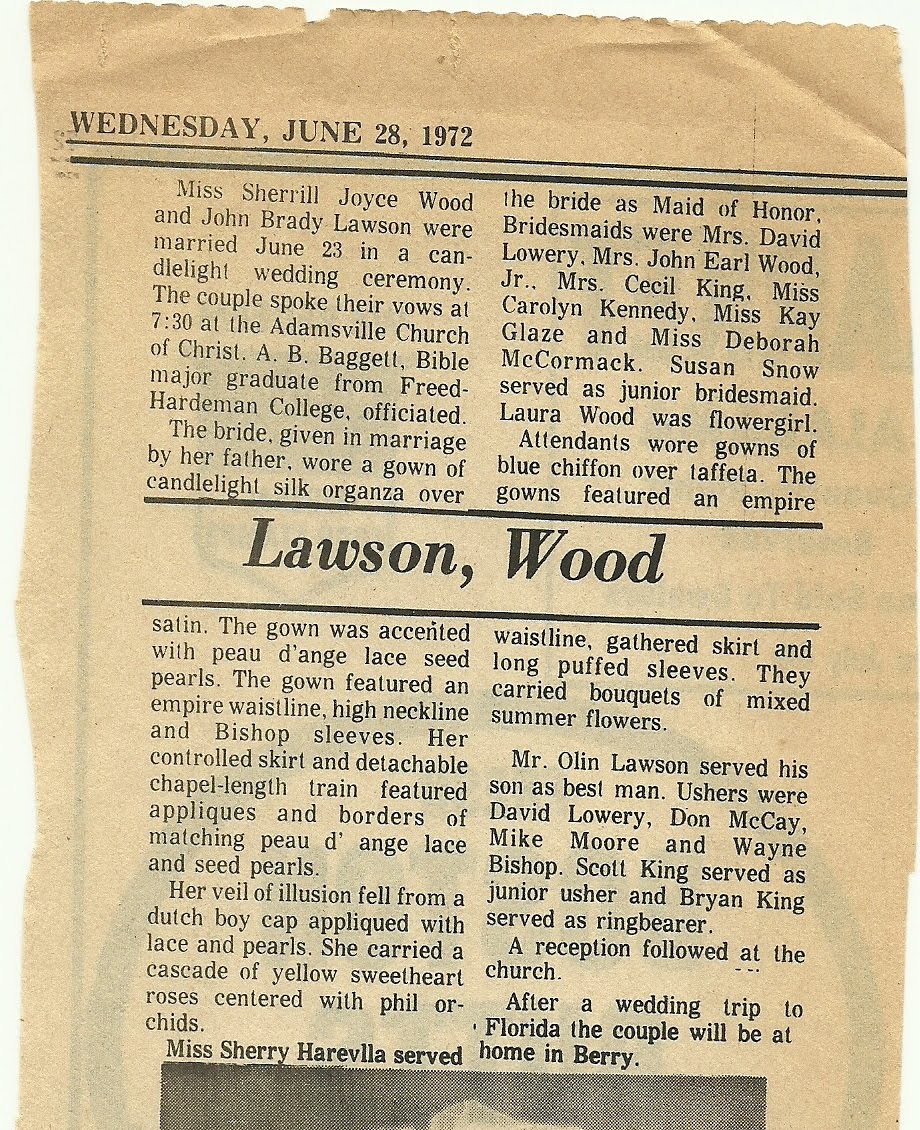 WEDNESDAY, JUNE 28, 1972
Lawson, Wood
Miss Sherrill Joyce Wood
and John Brady Lawson were
married June 23 in a can-
dlelight wedding ceremony.
The couple spoke their vows at
7:30 at the Adamsville Church
of Christ. A. B. Baggett, Bible
major graduate from Freed-
Hardeman College, officiated.
The bride, given in marriage
by her father, wore a gown of
candlelight silk organza over
satin. The gown was accented
with peau d'ange lace seed
pearls. The gown featured an
empire waistline, high neckline
and Bishop sleeves. Her
controlled skirt and detachable
chapel-length train featured
appliques and borders of
matching peau d' ange lace
and seed pearls.
Her veil of illusion fell from a
dutch boy cap appliqued with
lace and pearls. She carried a
cascade of yellow sweetheart
roses centered with phil or-
chids.
Miss Sherry Harevlla served
the bride as Maid of Honor.
Bridesmaids were Mrs. David
Lowery, Mrs. John Earl Wood,
Jr., Mrs. Cecil King, Miss
Carolyn Kennedy, Miss Kay
Glaze and Miss Deborah
McCormack. Susan Snow
served as junior bridesmaid.
Laura Wood was flowergirl.
Attendants wore gowns of
blue chiffon over taffeta. The
gowns featured an empire
waistline, gathered skirt and
long puffed sleeves. They
carried bouquets of mixed
summer flowers.
Mr. Olin Lawson served his
son as best man. Ushers were
David Lowery, Don McCay,
Mike Moore and Wayne
Bishop. Scott King served as
junior usher and Bryan King
served as ringbearer.
A reception followed at the
church.
After a wedding trip to
Florida the couple will be at
home in Berry.